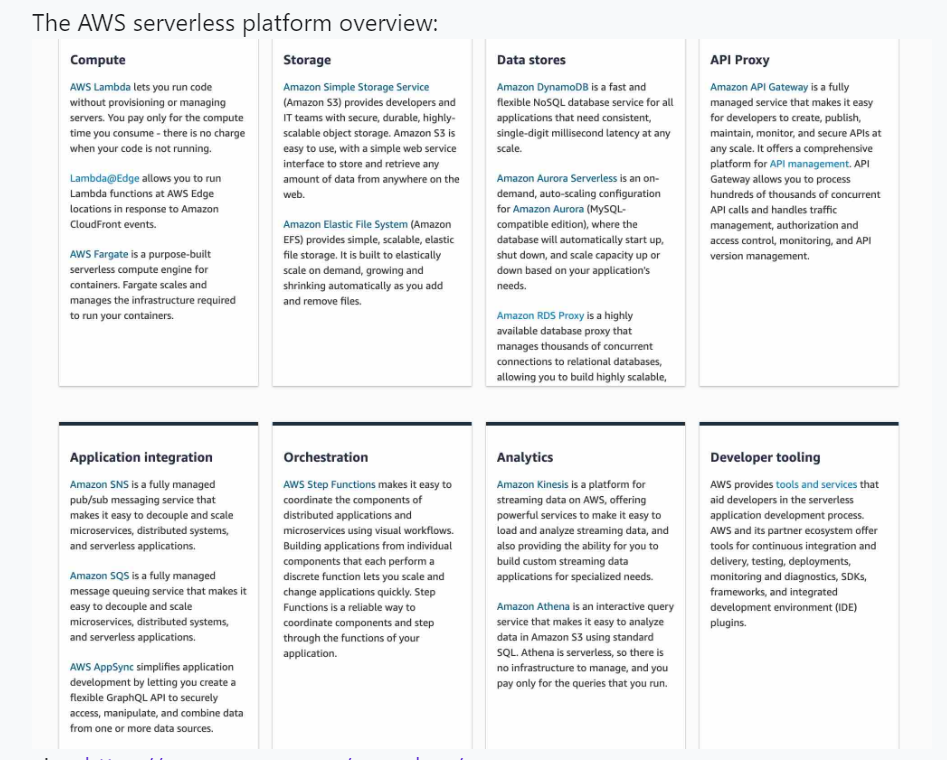 The AWS serverless platform overview:
Compute
AWS Lambda lets you run code
without provisioning or managing
servers. You pay only for the compute
time you consume - there is no charge
when your code is not running.
Lambda@Edge allows you to run
Lambda functions at AWS Edge
locations in response to Amazon
CloudFront events.
AWS Fargate is a purpose-built
serverless compute engine for
containers. Fargate scales and
manages the infrastructure required
to run your containers.
Storage
Amazon Simple Storage Service
(Amazon S3) provides developers and
IT teams with secure, durable, highly-
scalable object storage. Amazon S3 is
easy to use, with a simple web service
interface to store and retrieve any
amount of data from anywhere on the
web.
Amazon Elastic File System (Amazon
EFS) provides simple, scalable, elastic
file storage. It is built to elastically
scale on demand, growing and
shrinking automatically as you add
and remove files.
Data stores
Amazon DynamoDB is a fast and
flexible NoSQL database service for all
applications that need consistent,
single-digit millisecond latency at any
scale.
Amazon Aurora Serverless is an on-
demand, auto-scaling configuration
for Amazon Aurora (MySQL-
compatible edition), where the
database will automatically start up,
shut down, and scale capacity up or
down based on your application's
needs.
Amazon RDS Proxy is a highly
available database proxy that
manages thousands of concurrent
connections to relational databases,
allowing you to build highly scalable,
API Proxy
Amazon API Gateway is a fully
managed service that makes it easy
for developers to create, publish,
maintain, monitor, and secure APIs at
any scale. It offers a comprehensive
platform for API management. API
Gateway allows you to process
hundreds of thousands of concurrent
API calls and handles traffic
management, authorization and
access control, monitoring, and API
version management.
Application integration
Amazon SNS is a fully managed
pub/sub messaging service that
makes it easy to decouple and scale
microservices, distributed systems,
and serverless applications.
Amazon SQS is a fully managed
message queuing service that makes it
easy to decouple and scale
microservices, distributed systems,
and serverless applications.
AWS AppSync simplifies application
development by letting you create a
flexible GraphQL API to securely
access, manipulate, and combine data
from one or more data sources.
Orchestration
AWS Step Functions makes it easy to
coordinate the components of
distributed applications and
microservices using visual workflows.
Building applications from individual
components that each perform a
discrete function lets you scale and
change applications quickly. Step
Functions is a reliable way to
coordinate components and step
through the functions of your
application.
Analytics
Amazon Kinesis is a platform for
streaming data on AWS, offering
powerful services to make it easy to
load and analyze streaming data, and
also providing the ability for you to
build custom streaming data
applications for specialized needs.
Amazon Athena is an interactive query
service that makes it easy to analyze
data in Amazon S3 using standard
SQL. Athena is serverless, so there is
no infrastructure to manage, and you
pay only for the queries that you run.
Developer tooling
AWS provides tools and services that
aid developers in the serverless
application development process.
AWS and its partner ecosystem offer
tools for continuous integration and
delivery, testing, deployments,
monitoring and diagnostics, SDKs,
frameworks, and integrated
development environment (IDE)
plugins.